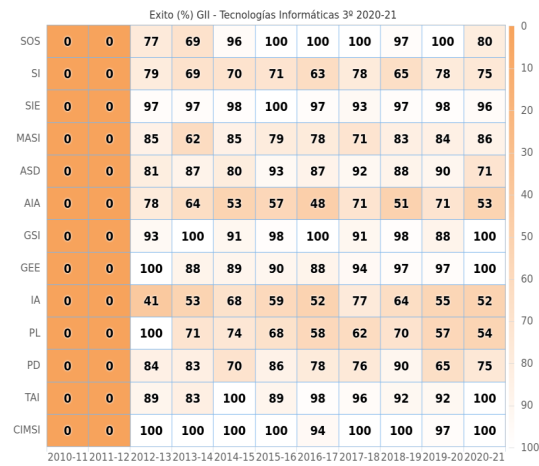 Exito (%) GII - Tecnologías Informáticas 3º 2020-21
SOS 0 0 77 69 96 100 100 100 97 100 80
SI 0 0 79 69 70 71 63 78 65 78 75
SIE 0 0 97 97 98 100 97 93 97 98 96
MASI 0 0 85 62 85 79 78 71 83 84 86
ASD 0 0 81 87 80 93 87 92 88 90 71
AIA 0 0 78 64 53 57 48 71 51 71 53
GSI 0 0 93 100 91 98 100 91 98 88 100
GEE 0 0 100 88 89 90 88 94 97 97 100
IA 0 0 41 53 68 59 52 77 64 55 52
PL 0 0 100 71 74 68 58 62 70 57 54
PD 0 0 84 83 70 86 78 76 90 65 75
TAI 0 0 89 83 100 89 98 96 92 92 100
CIMSI 0 0 100 100 100 100 94 100 100 97 100
2010-11 2011-12 2012-13 2013-14 2014-15 2015-16 2016-17 2017-18 2018-19 2019-20 2020-21
0
10
20
30
40
50
60
70
80
90
100